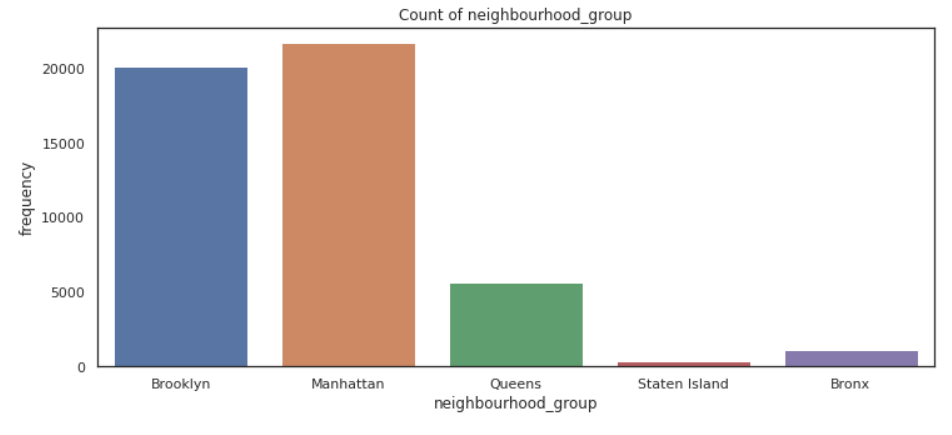 Count of neighbourhood_group
frequency
20000
15000
10000
5000
0
Brooklyn Manhattan Queens Staten Island Bronx
neighbourhood_group